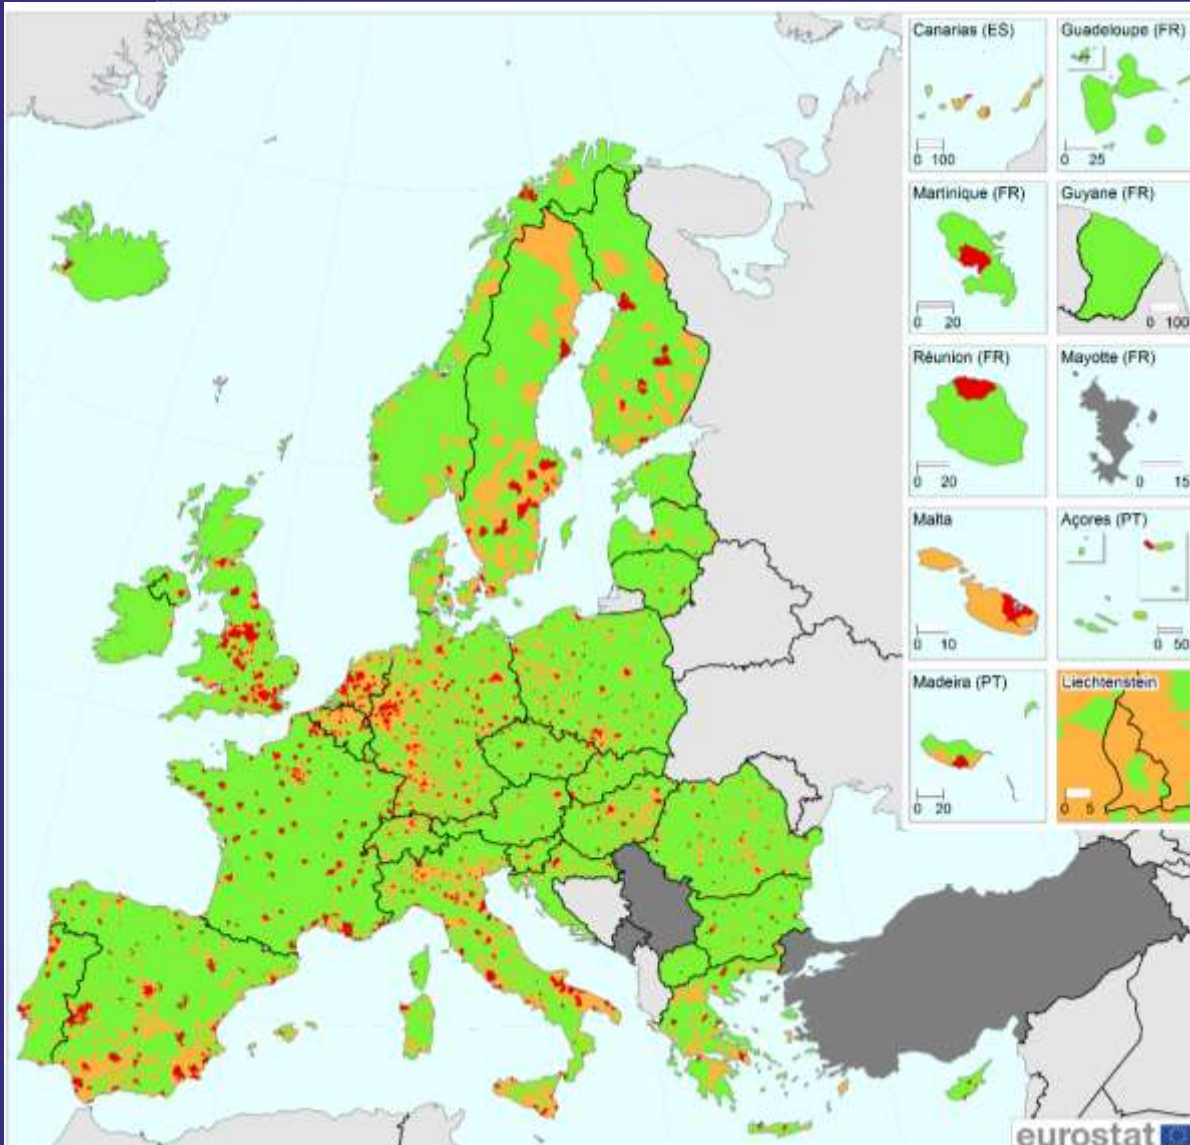 Canarias (ES)
0 100
Guadeloupe (FR)
0 25
Martinique (FR)
0 20
Guyane (FR)
0 100
Réunion (FR)
0 20
Mayotte (FR)
0 15
Malta
0 10
Açores (PT)
0 50
Madeira (PT)
0 20
Liechtenstein
0 5
eurostat